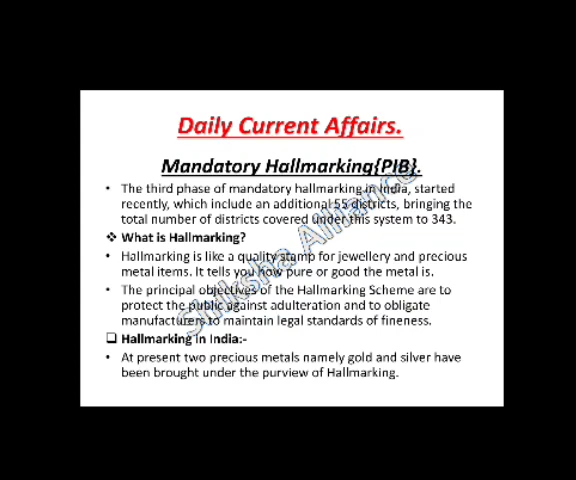 Daily Current Affairs.
Mandatory Hallmarking{PIB}.
• The third phase of mandatory hallmarking in India, started
recently, which include an additional 55 districts, bringing the
total number of districts covered under this system to 343.
❖ What is Hallmarking?
• Hallmarking is like a quality stamp for jewellery and precious
metal items. It tells you how pure or good the metal is.
• The principal objectives of the Hallmarking Scheme are to
protect the public against adulteration and to obligate
manufacturers to maintain legal standards of fineness.
❑ Hallmarking in India:-
• At present two precious metals namely gold and silver have
been brought under the purview of Hallmarking.
Shiksha Alliance